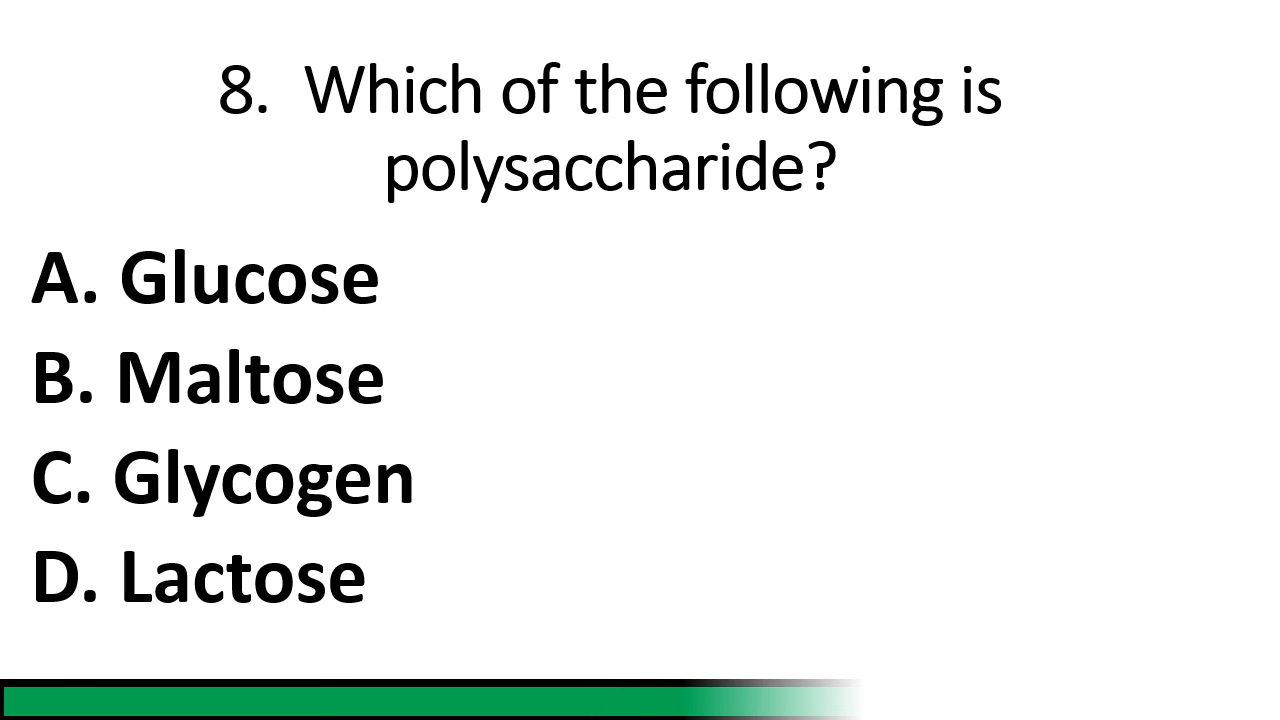 8. Which of the following is
polysaccharide?
A. Glucose
B. Maltose
C. Glycogen
D. Lactose